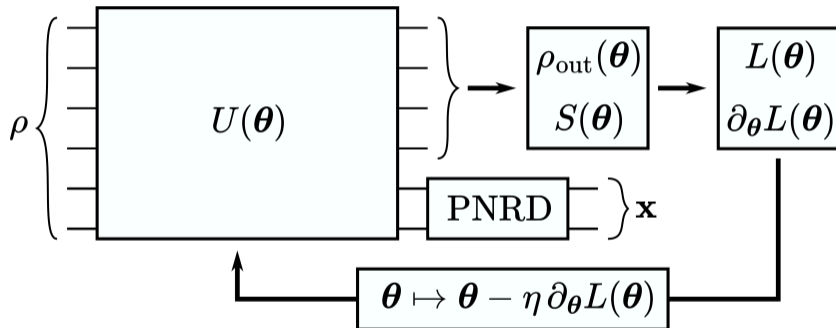 ρ
U(θ)
ρ_out(θ)
S(θ)
L(θ)
∂_θL(θ)
PNRD
x
θ ↦ θ − η ∂_θL(θ)